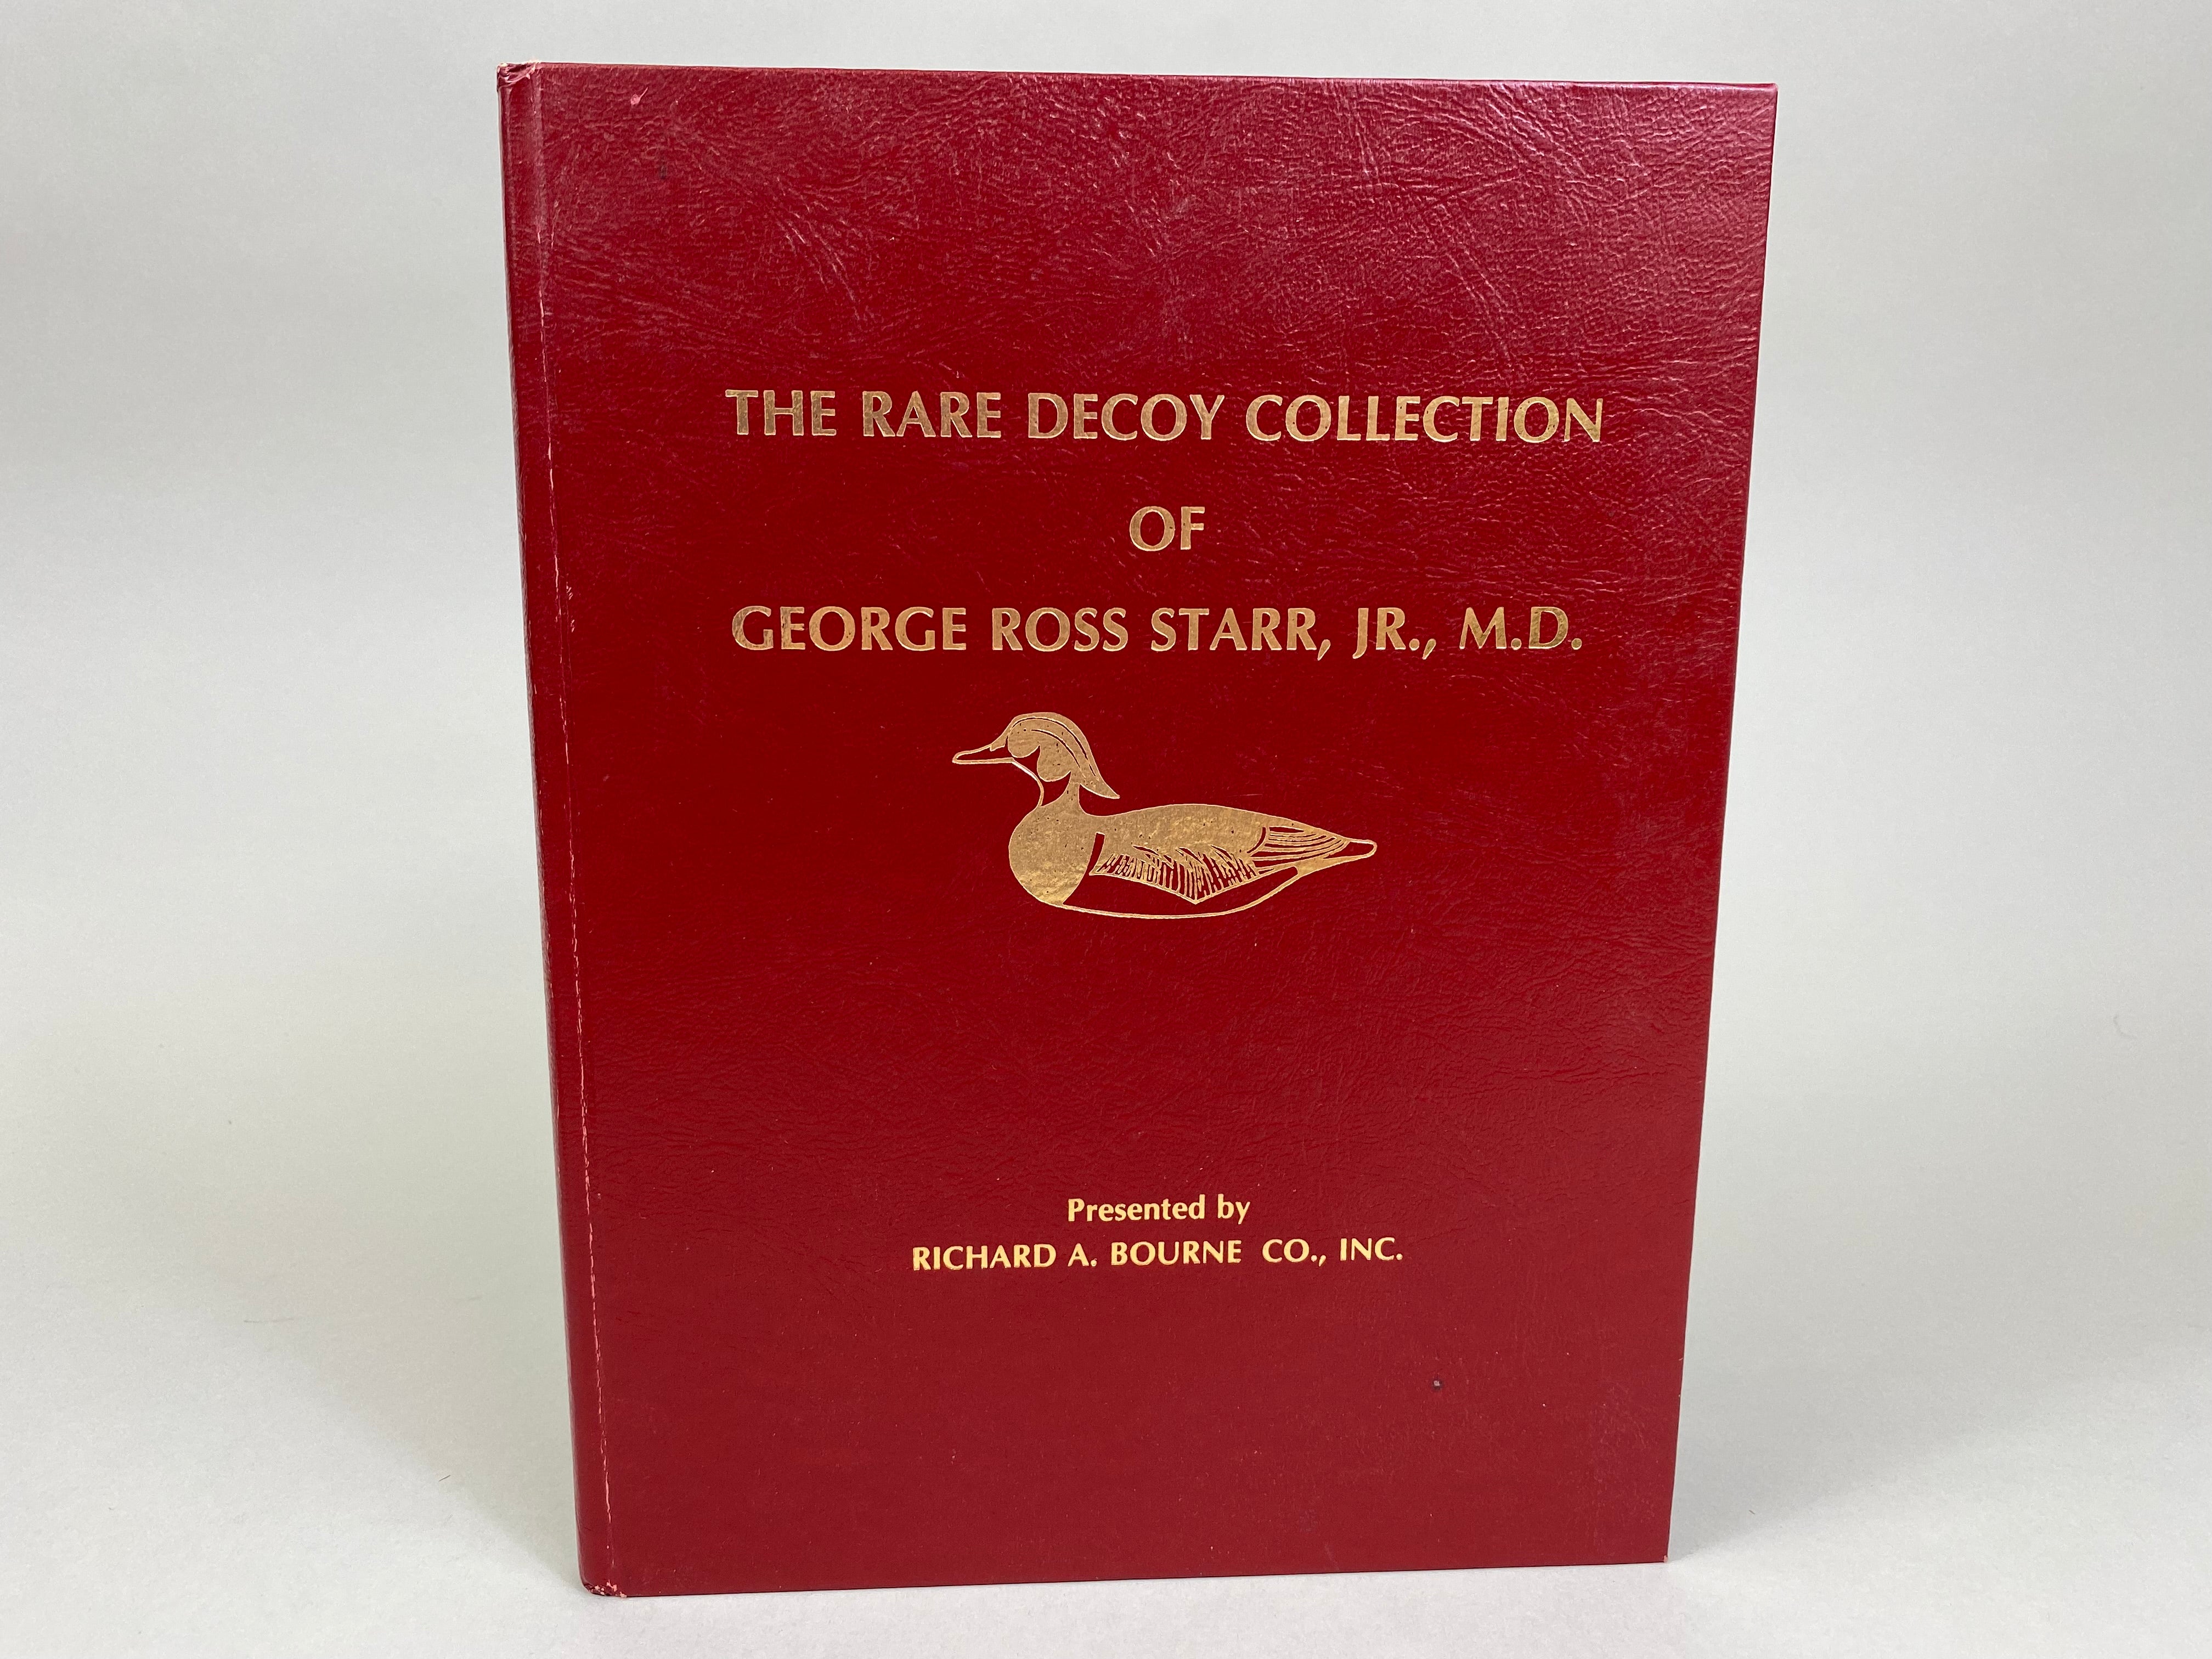 THE RARE DECOY COLLECTION
OF
GEORGE ROSS STARR, JR., M.D.
Presented by
RICHARD A. BOURNE CO., INC.